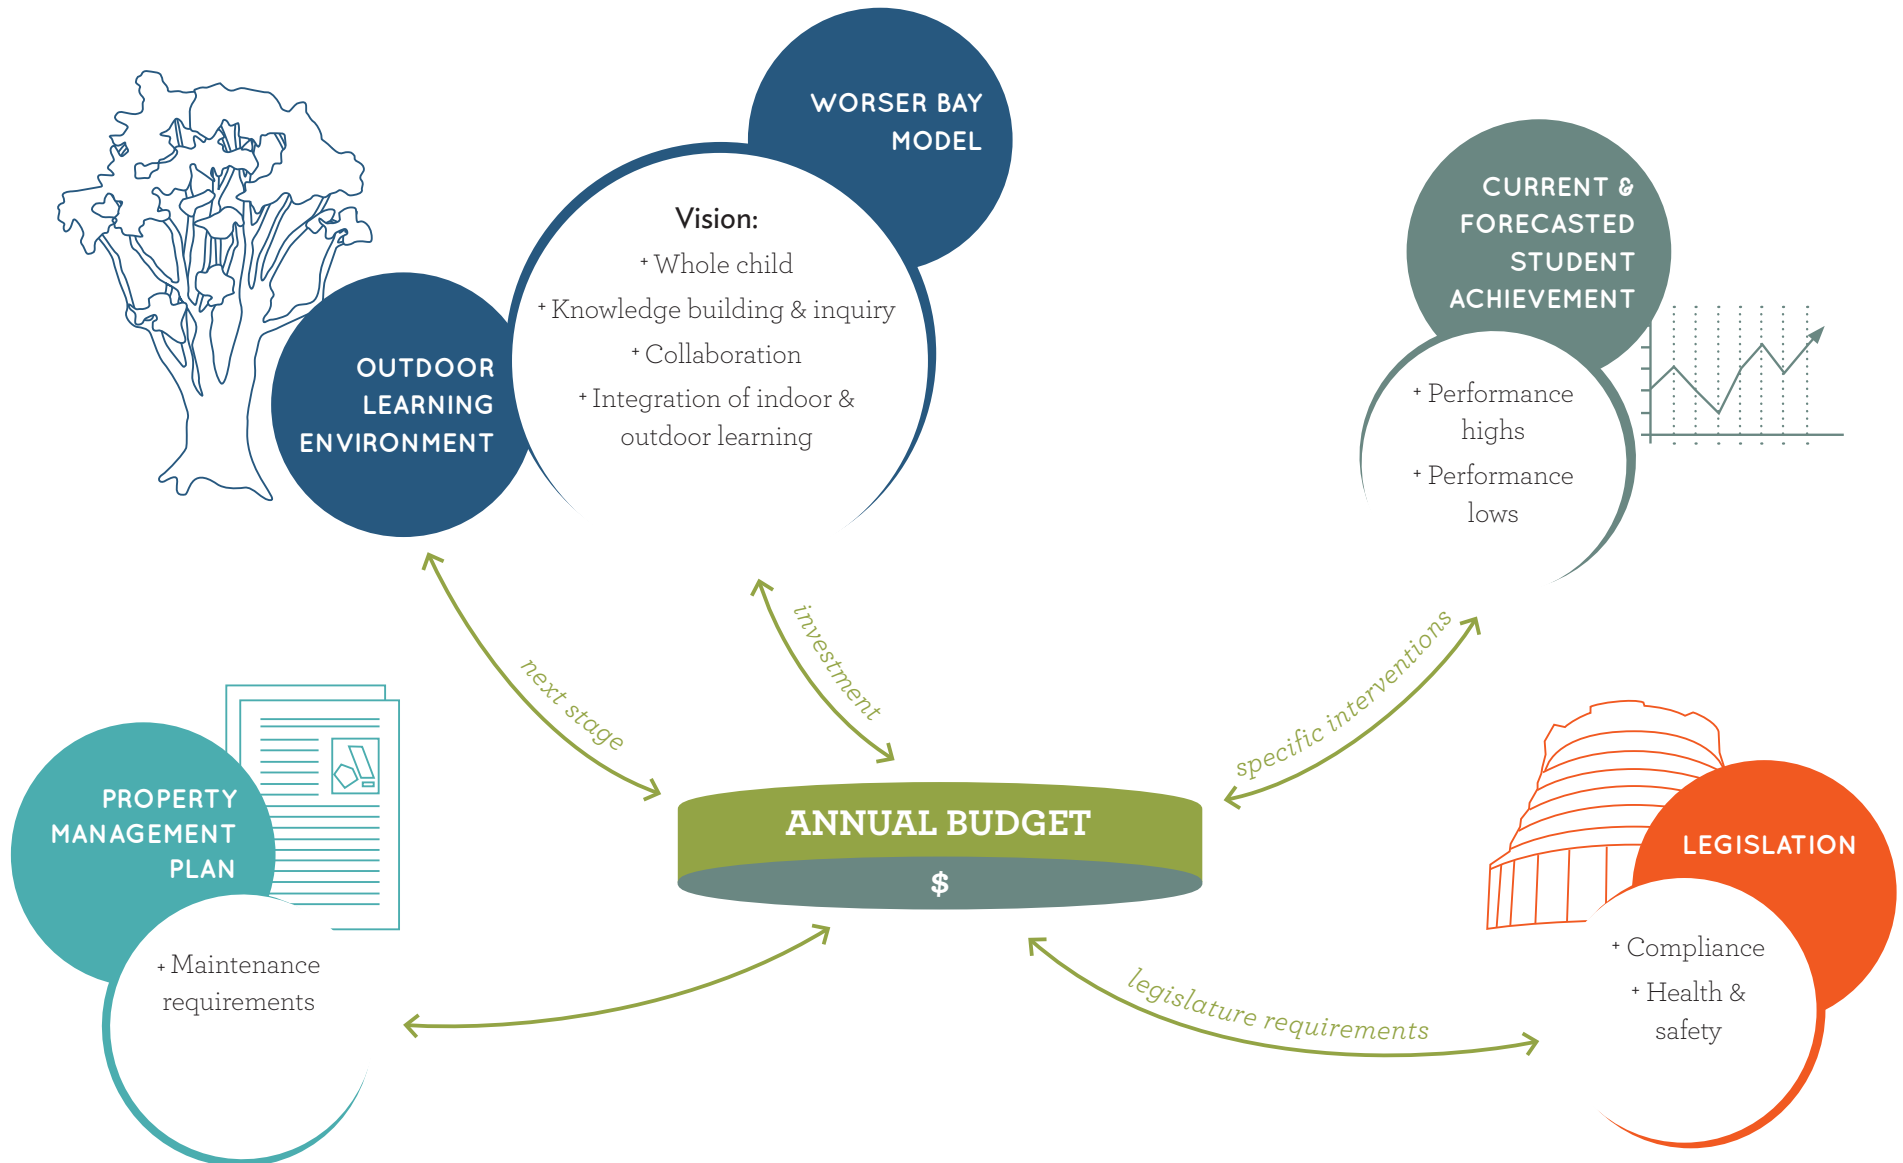 WORSER BAY
MODEL
Vision:
+ Whole child
+ Knowledge building & inquiry
+ Collaboration
+ Integration of indoor &
outdoor learning
OUTDOOR
LEARNING
ENVIRONMENT
CURRENT &
FORECASTED
STUDENT
ACHIEVEMENT
+ Performance
highs
+ Performance
lows
next stage
investment
specific interventions
PROPERTY
MANAGEMENT
PLAN
+ Maintenance
requirements
ANNUAL BUDGET
$
LEGISLATION
+ Compliance
+ Health &
safety
legislature requirements